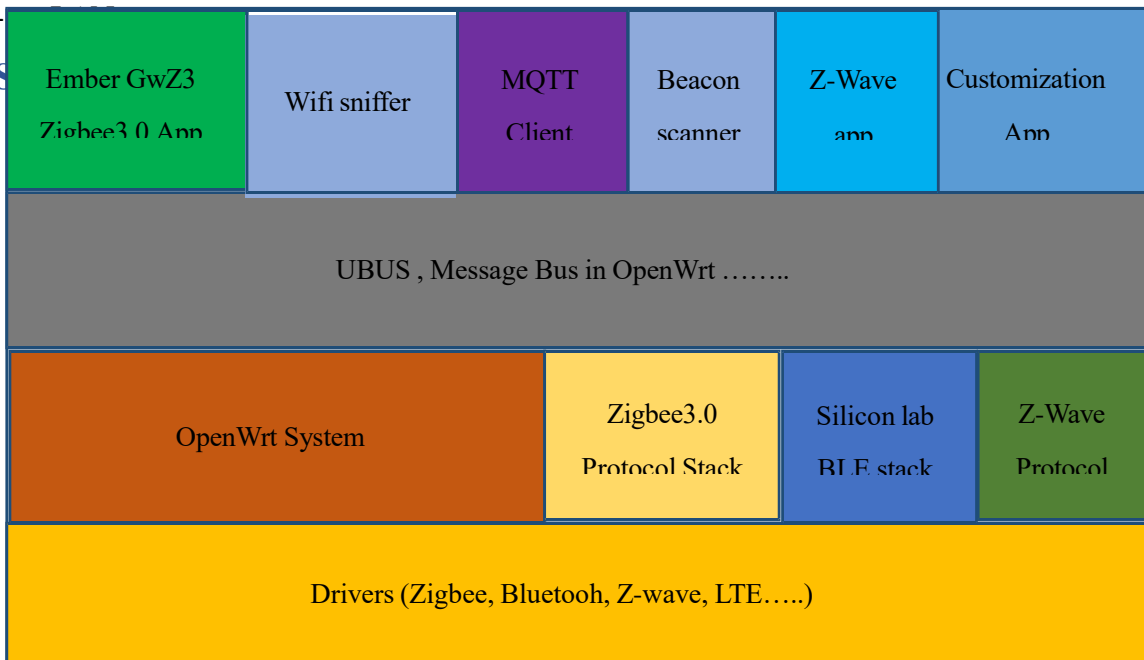 Ember GwZ3
Zigbee3.0 App
Wifi sniffer
MQTT
Client
Beacon
scanner
Z-Wave
app
Customization
App
UBUS , Message Bus in OpenWrt ……..
OpenWrt System
Zigbee3.0
Protocol Stack
Silicon lab
BLE stack
Z-Wave
Protocol
Drivers (Zigbee, Bluetooh, Z-wave, LTE…..)